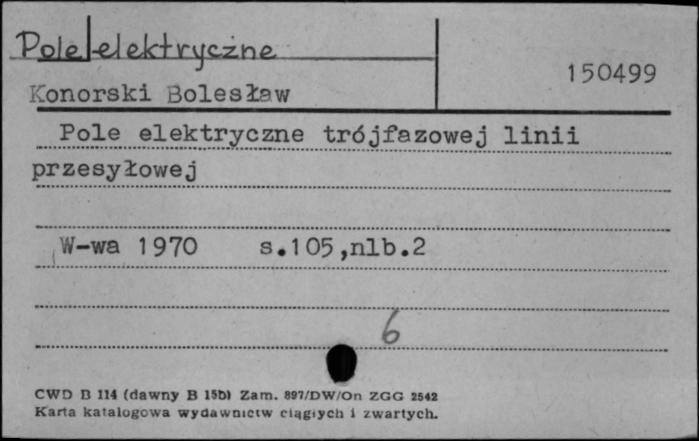 Pole elektryczne
150499
Konorski Bolesław
Pole elektryczne trójfazowej linii
przesyłowej
W-wa 1970 s.105,nlb.2
6
CWD B 114 (dawny B 15b) Zam. 897/DW/On ZGG 2542
Karta katalogowa wydawnictw ciągłych i zwartych.